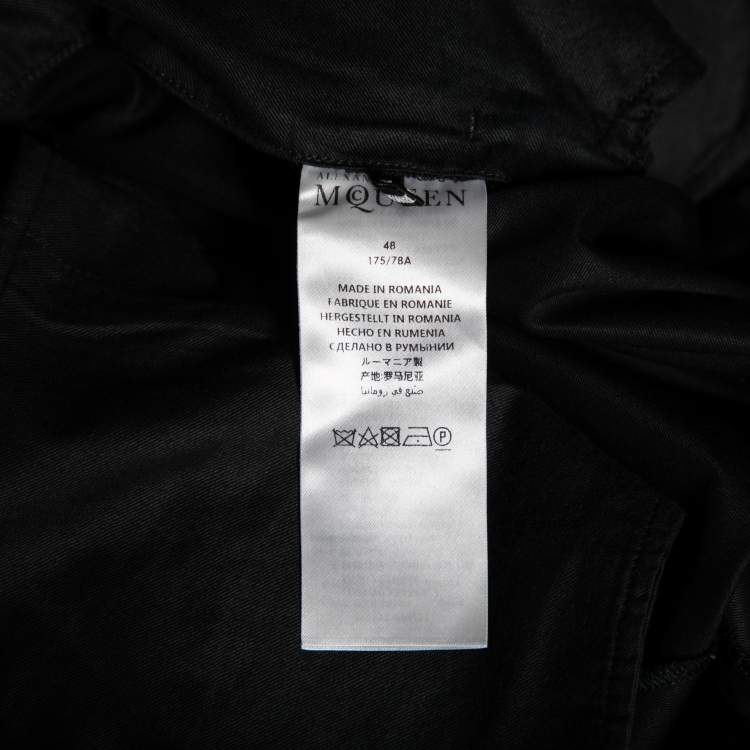 MCQUEEN
48
175/78A
MADE IN ROMANIA
FABRIQUE EN ROMANIE
HERGESTELLT IN ROMANIA
HECHO EN RUMENIA
СДЕЛАНО В РУМЫНИИ
ルーマニア製
产地:罗马尼亚
صنع في رومانيا
P